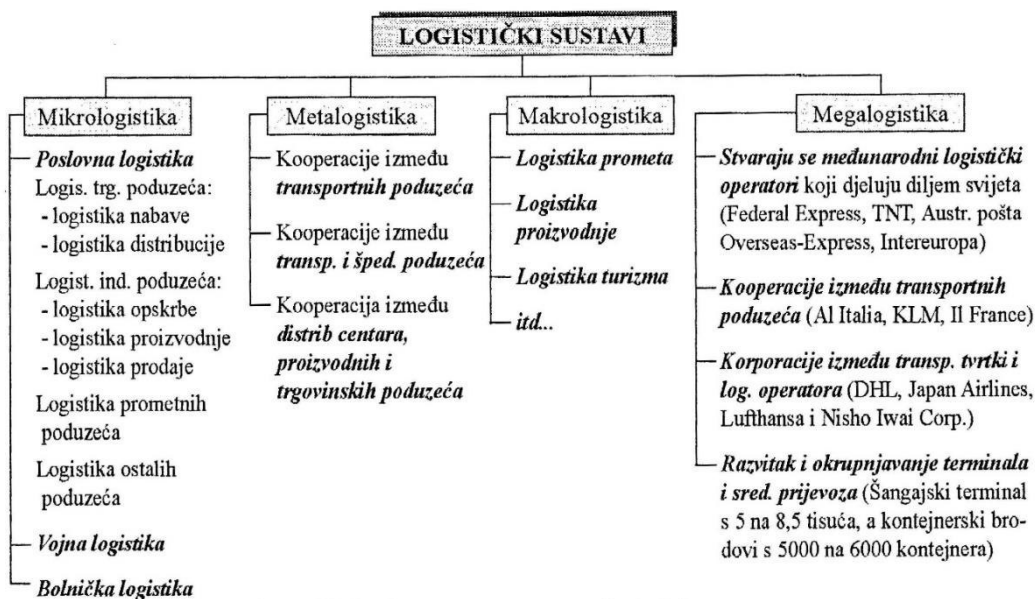 LOGISTIČKI SUSTAVI
Mikrologistika
Poslovna logistika
Logis. trg. poduzeća:
- logistika nabave
- logistika distribucije
Logist. ind. poduzeća:
- logistika opskrbe
- logistika proizvodnje
- logistika prodaje
Logistika prometnih
poduzeća
Logistika ostalih
poduzeća
Vojna logistika
Bolnička logistika
Metalogistika
Kooperacije između
transportnih poduzeća
Kooperacije između
transp. i šped. poduzeća
Kooperacija između
distrib centara,
proizvodnih i
trgovinskih poduzeća
Makrologistika
Logistika prometa
Logistika
proizvodnje
Logistika turizma
itd...
Megalogistika
Stvaraju se međunarodni logistički
operatori koji djeluju diljem svijeta
(Federal Express, TNT, Austr. pošta
Overseas-Express, Intereuropa)
Kooperacije između transportnih
poduzeća (Al Italia, KLM, Il France)
Korporacije između transp. tvrtki i
log. operatora (DHL, Japan Airlines,
Lufthansa i Nisho Iwai Corp.)
Razvitak i okrupnjavanje terminala
i sred. prijevoza (Šangajski terminal
s 5 na 8,5 tisuća, a kontejnerski bro-
dovi s 5000 na 6000 kontejnera)